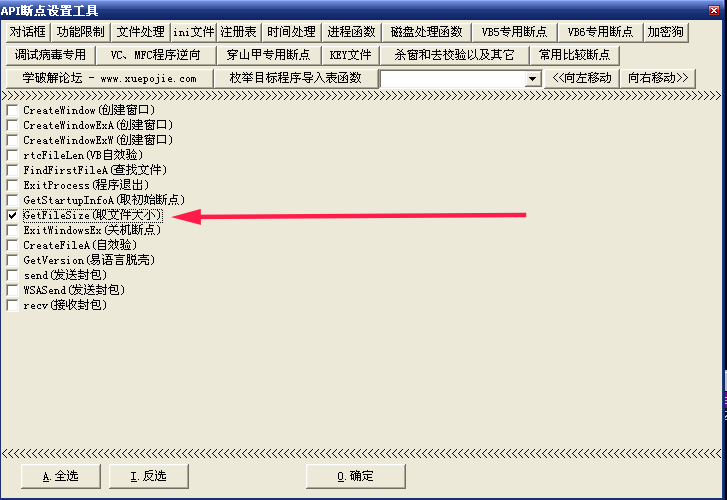 API断点设置工具
对话框 功能限制 文件处理 ini文件 注册表 时间处理 进程函数 磁盘处理函数 VB5专用断点 VB6专用断点 加密狗
调试病毒专用 VC、MFC程序逆向 穿山甲专用断点 KEY文件 杀窗和去校验以及其它 常用比较断点
学破解论坛 - www.xuepojie.com 枚举目标程序导入表函数 <<向左移动 向右移动>>
CreateWindow(创建窗口)
CreateWindowExA(创建窗口)
CreateWindowExW(创建窗口)
rtcFileLen(VB自效验)
FindFirstFileA(查找文件)
ExitProcess(程序退出)
GetStartupInfoA(取初始断点)
GetFileSize(取文件大小)
ExitWindowsEx(关机断点)
CreateFileA(自效验)
GetVersion(易语言脱壳)
send(发送封包)
WSASend(发送封包)
recv(接收封包)
A.全选 I.反选 O.确定